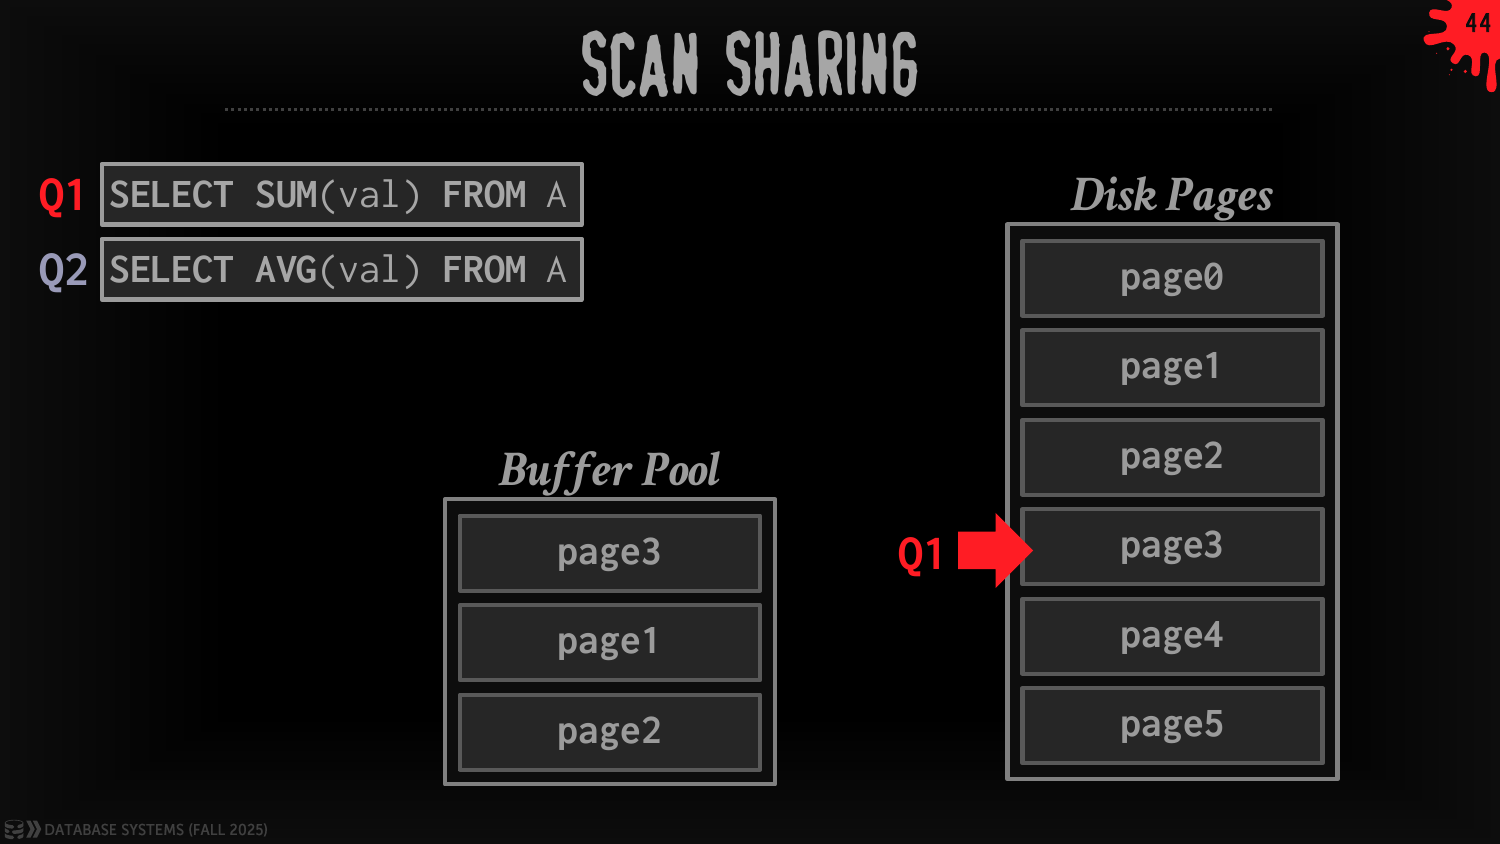 44
SCAN SHARING
Q1 SELECT SUM(val) FROM A
Q2 SELECT AVG(val) FROM A
Disk Pages
page0
page1
page2
Q1 page3
page4
page5
Buffer Pool
page3
page1
page2
DATABASE SYSTEMS (FALL 2025)